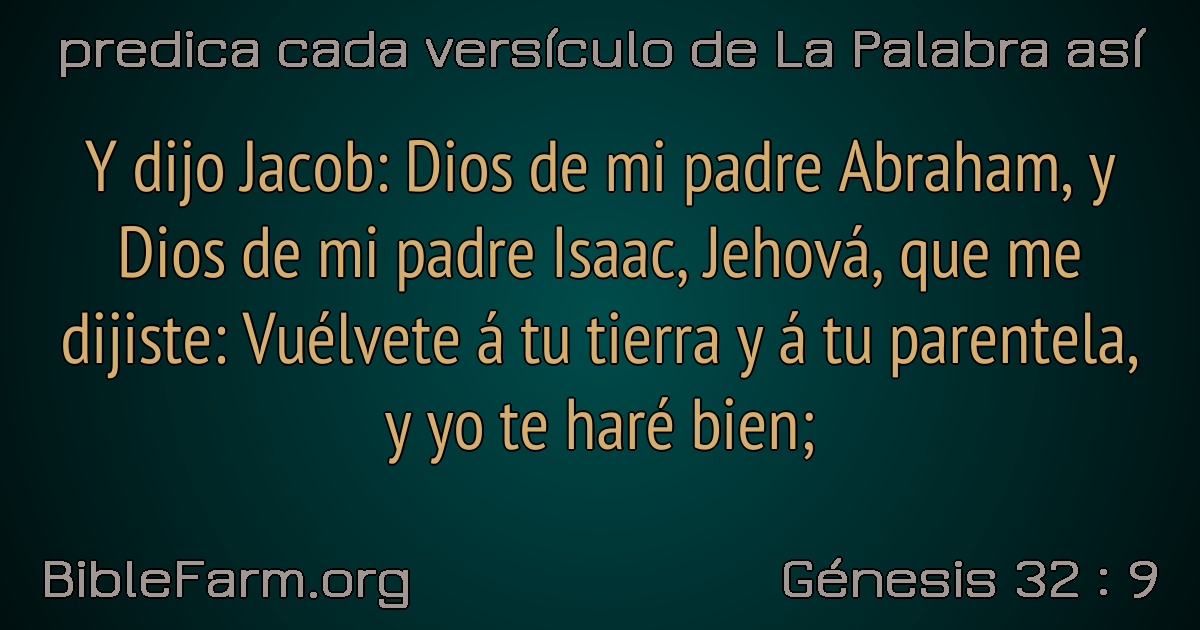 predica cada versículo de La Palabra así
Y dijo Jacob: Dios de mi padre Abraham, y
Dios de mi padre Isaac, Jehová, que me
dijiste: Vuélvete á tu tierra y á tu parentela,
y yo te haré bien;
BibleFarm.org
Génesis 32 : 9